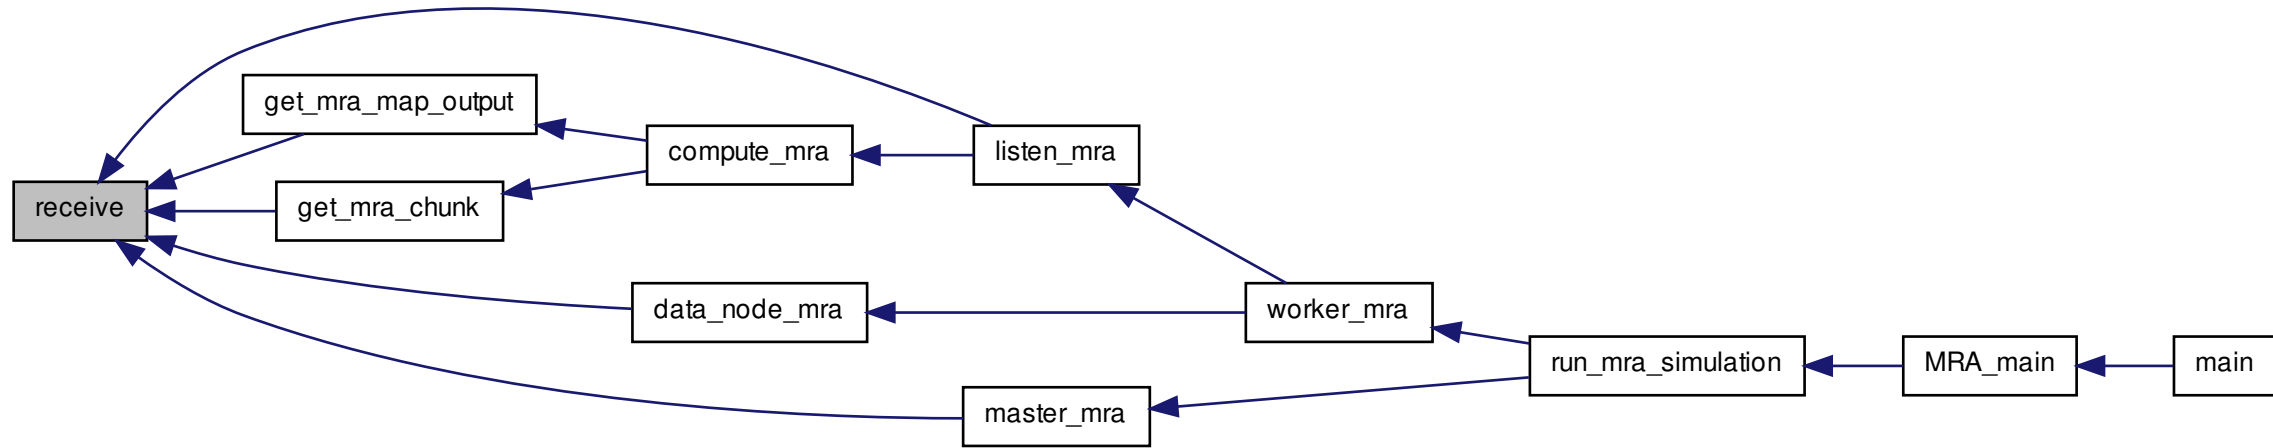 receive
get_mra_map_output
get_mra_chunk
compute_mra
listen_mra
data_node_mra
worker_mra
master_mra
run_mra_simulation
MRA_main
main